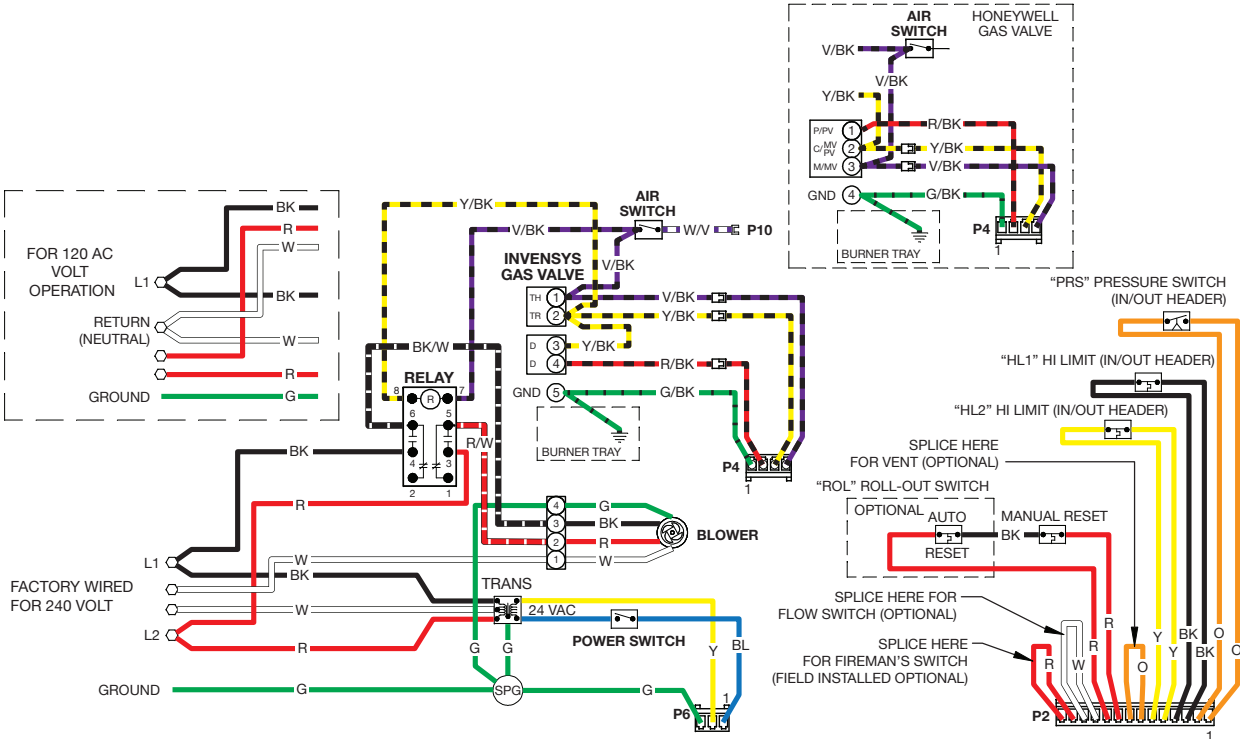 AIR
SWITCH
HONEYWELL
GAS VALVE
V/BK
V/BK
Y/BK
P/PV
1
R/BK
C/MV
PV
2
Y/BK
M/MV
3
V/BK
GND
4
G/BK
BURNER TRAY
P4
1
BK
R
W
FOR 120 AC
VOLT
OPERATION
L1
BK
RETURN
(NEUTRAL)
W
R
GROUND
G
Y/BK
AIR
SWITCH
V/BK
W/V
P10
INVENSYS
GAS VALVE
V/BK
TH
1
V/BK
TR
2
Y/BK
D
3
Y/BK
D
4
R/BK
GND
5
G/BK
BURNER TRAY
P4
1
BK/W
RELAY
8
R
7
6
5
R/W
4
3
2
1
BK
R
4
G
3
BK
2
R
1
W
BLOWER
L1
W
BK
FACTORY WIRED
FOR 240 VOLT
TRANS
W
24 VAC
L2
R
POWER SWITCH
G
G
Y
BL
GROUND
G
SPG
G
P6
1
"PRS" PRESSURE SWITCH
(IN/OUT HEADER)
"HL1" HI LIMIT (IN/OUT HEADER)
"HL2" HI LIMIT (IN/OUT HEADER)
SPLICE HERE
FOR VENT (OPTIONAL)
"ROL" ROLL-OUT SWITCH
OPTIONAL
AUTO
RESET
BK
MANUAL RESET
SPLICE HERE FOR
FLOW SWITCH (OPTIONAL)
SPLICE HERE
FOR FIREMAN'S SWITCH
(FIELD INSTALLED OPTIONAL)
R
W
R
R
O
Y
Y
BK
BK
O
O
P2
1